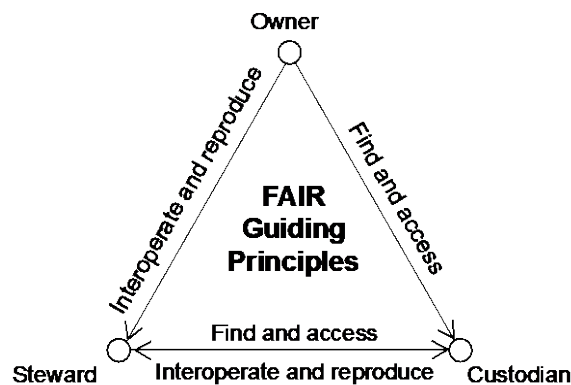 Owner
Interoperate and reproduce
Find and access
FAIR
Guiding
Principles
Find and access
Steward
Interoperate and reproduce
Custodian